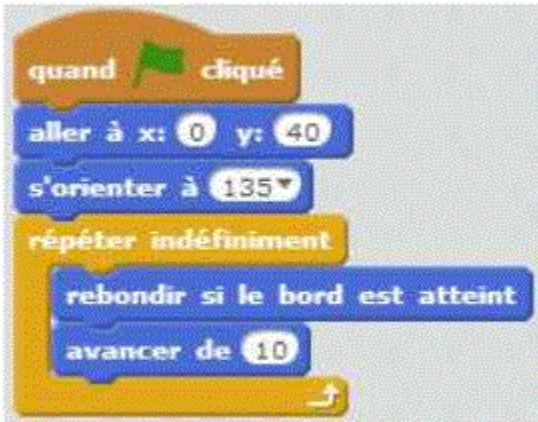 quand cliqué
aller à x: 0 y: 40
s'orienter à 135
répéter indéfiniment
rebondir si le bord est atteint
avancer de 10